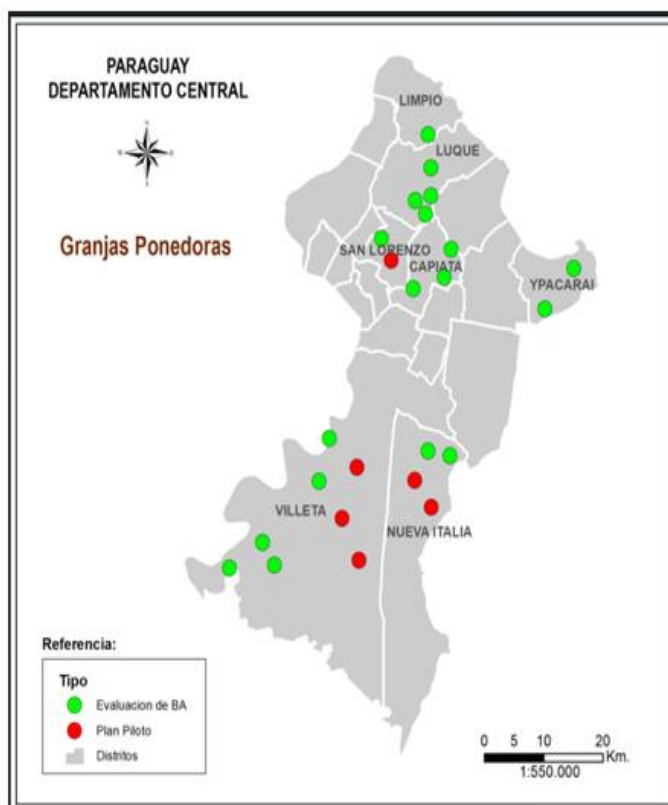 PARAGUAY
DEPARTAMENTO CENTRAL
Granjas Ponedoras
LIMPIO
LUQUE
SAN LORENZO
CAPIATA
YPACARAI
VILLETA
NUEVA ITALIA
Referencia:
Tipo
Evaluacion de BA
Plan Piloto
Distritos
0 5 10 20 Km.
1:550.000